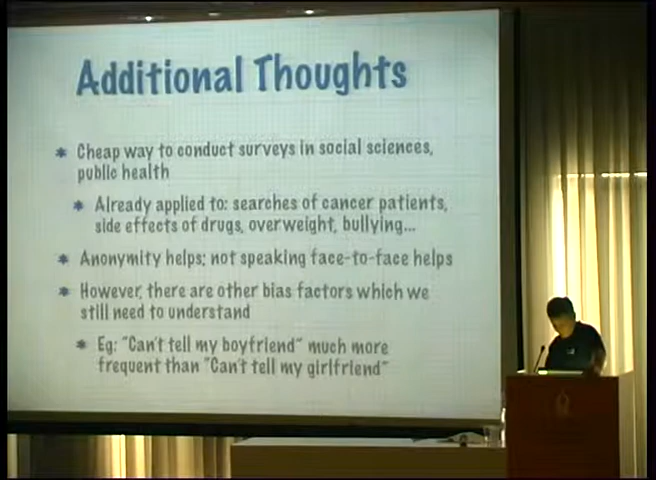 Additional Thoughts
* Cheap way to conduct surveys in social sciences,
public health
* Already applied to: searches of cancer patients,
side effects of drugs, overweight, bullying...
* Anonymity helps; not speaking face-to-face helps
* However, there are other bias factors which we
still need to understand
* Eg: "Can't tell my boyfriend" much more
frequent than "Can't tell my girlfriend"